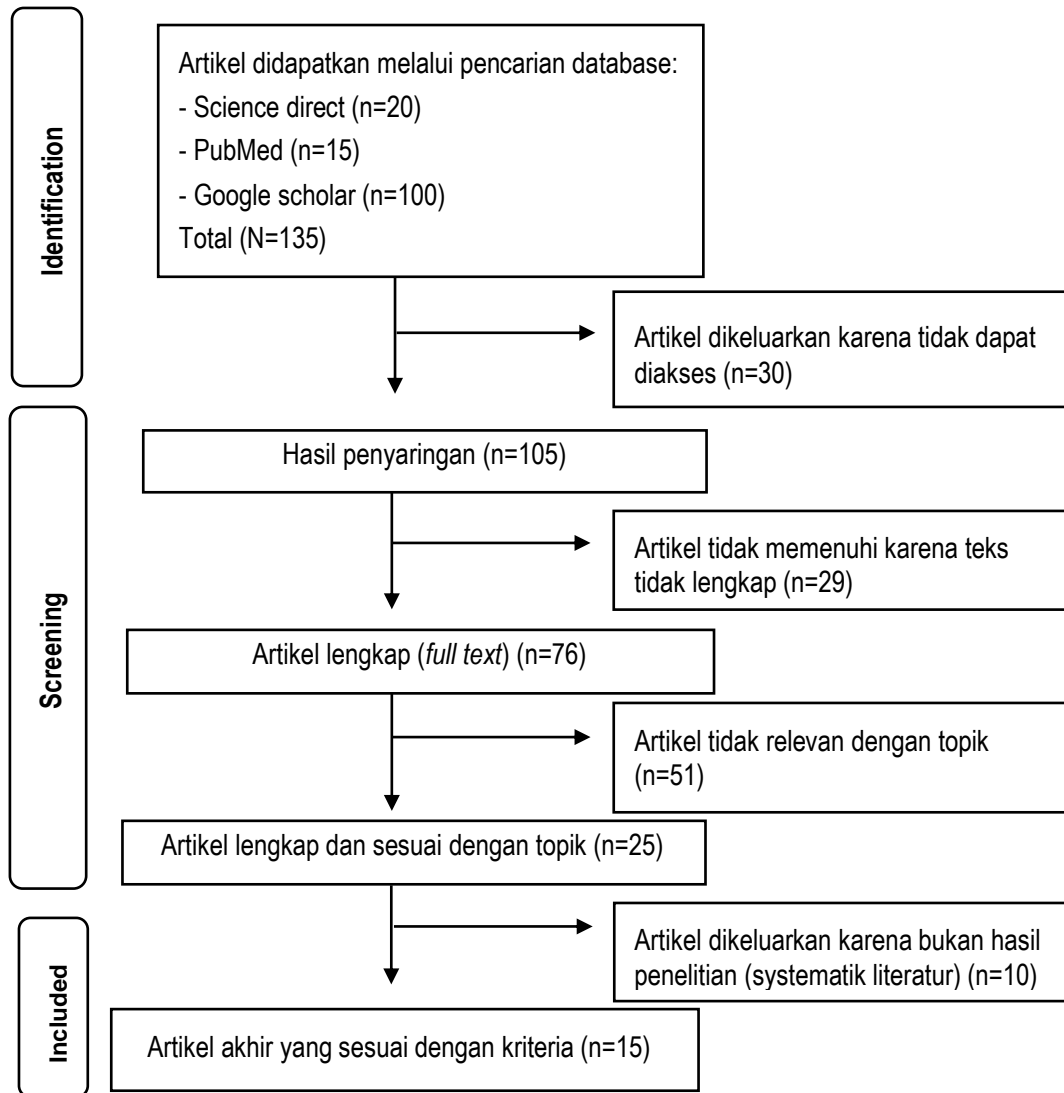 Identification
Artikel didapatkan melalui pencarian database:
- Science direct (n=20)
- PubMed (n=15)
- Google scholar (n=100)
Total (N=135)
Artikel dikeluarkan karena tidak dapat
diakses (n=30)
Screening
Hasil penyaringan (n=105)
Artikel tidak memenuhi karena teks
tidak lengkap (n=29)
Artikel lengkap (full text) (n=76)
Artikel tidak relevan dengan topik
(n=51)
Artikel lengkap dan sesuai dengan topik (n=25)
Included
Artikel dikeluarkan karena bukan hasil
penelitian (systematik literatur) (n=10)
Artikel akhir yang sesuai dengan kriteria (n=15)